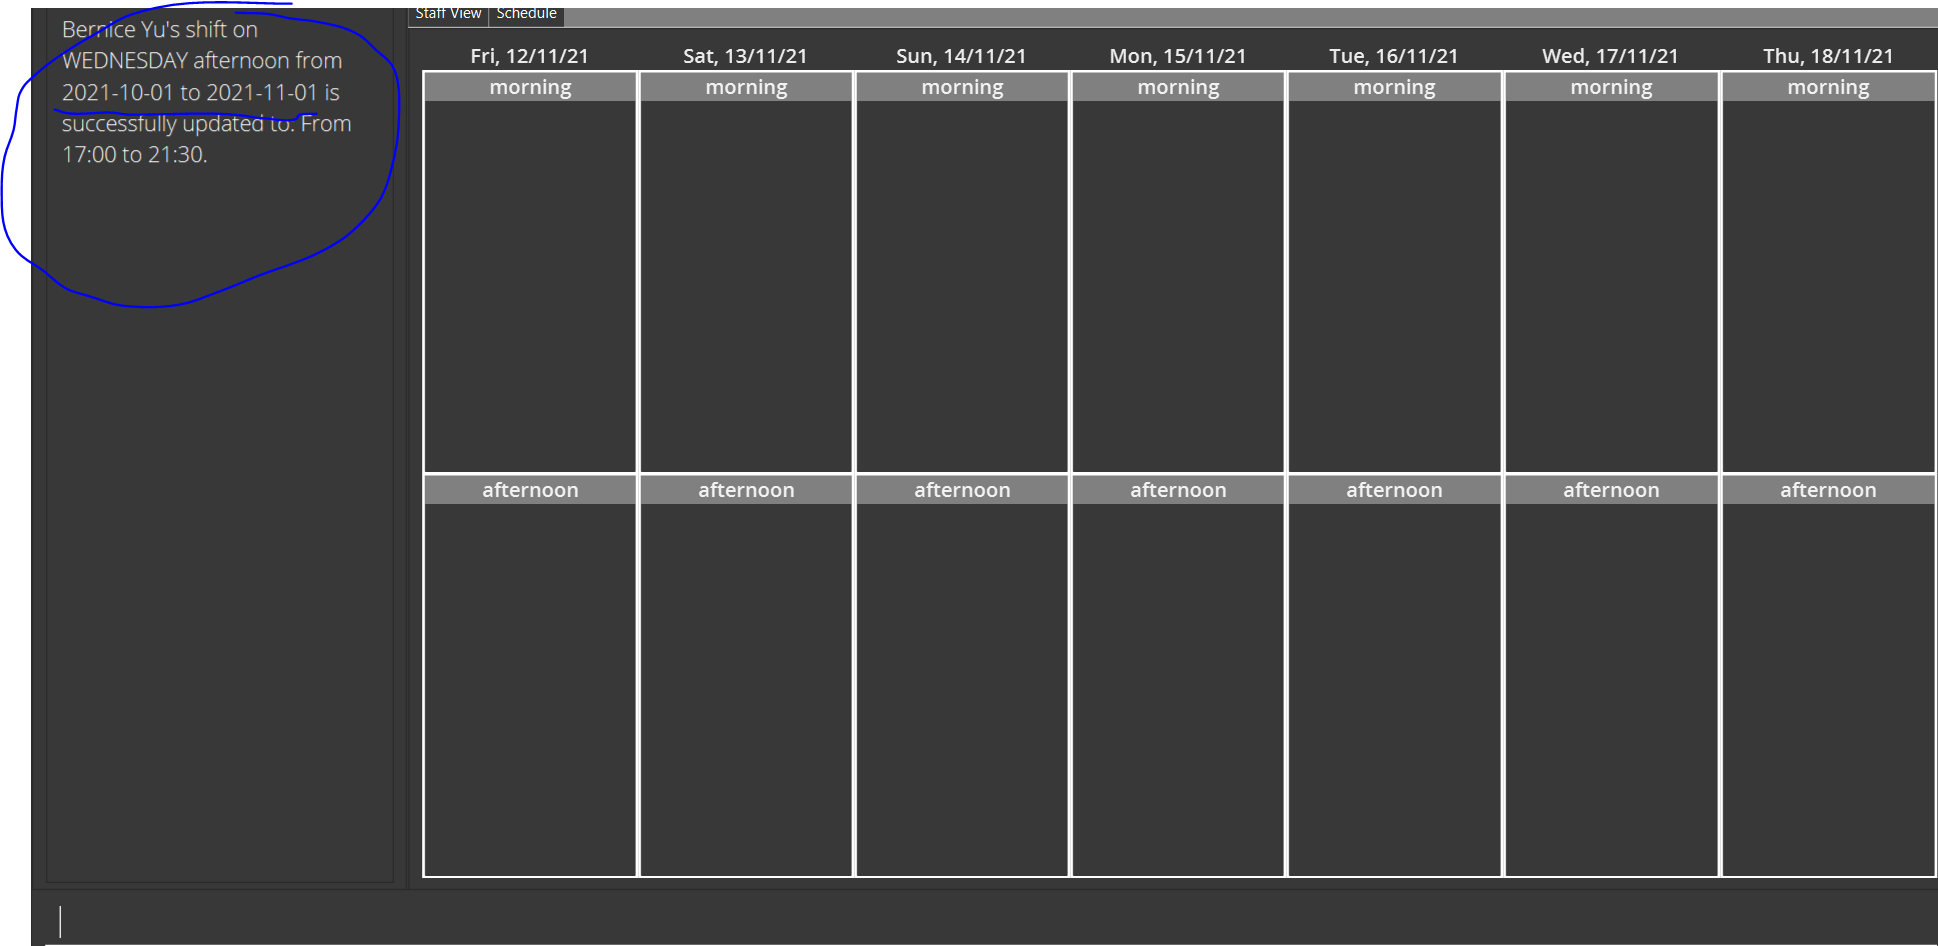 Bernice Yu's shift on
WEDNESDAY afternoon from
2021-10-01 to 2021-11-01 is
successfully updated to. From
17:00 to 21:30.
Staff View Schedule
Fri, 12/11/21 Sat, 13/11/21 Sun, 14/11/21 Mon, 15/11/21 Tue, 16/11/21 Wed, 17/11/21 Thu, 18/11/21
morning morning morning morning morning morning morning
afternoon afternoon afternoon afternoon afternoon afternoon afternoon